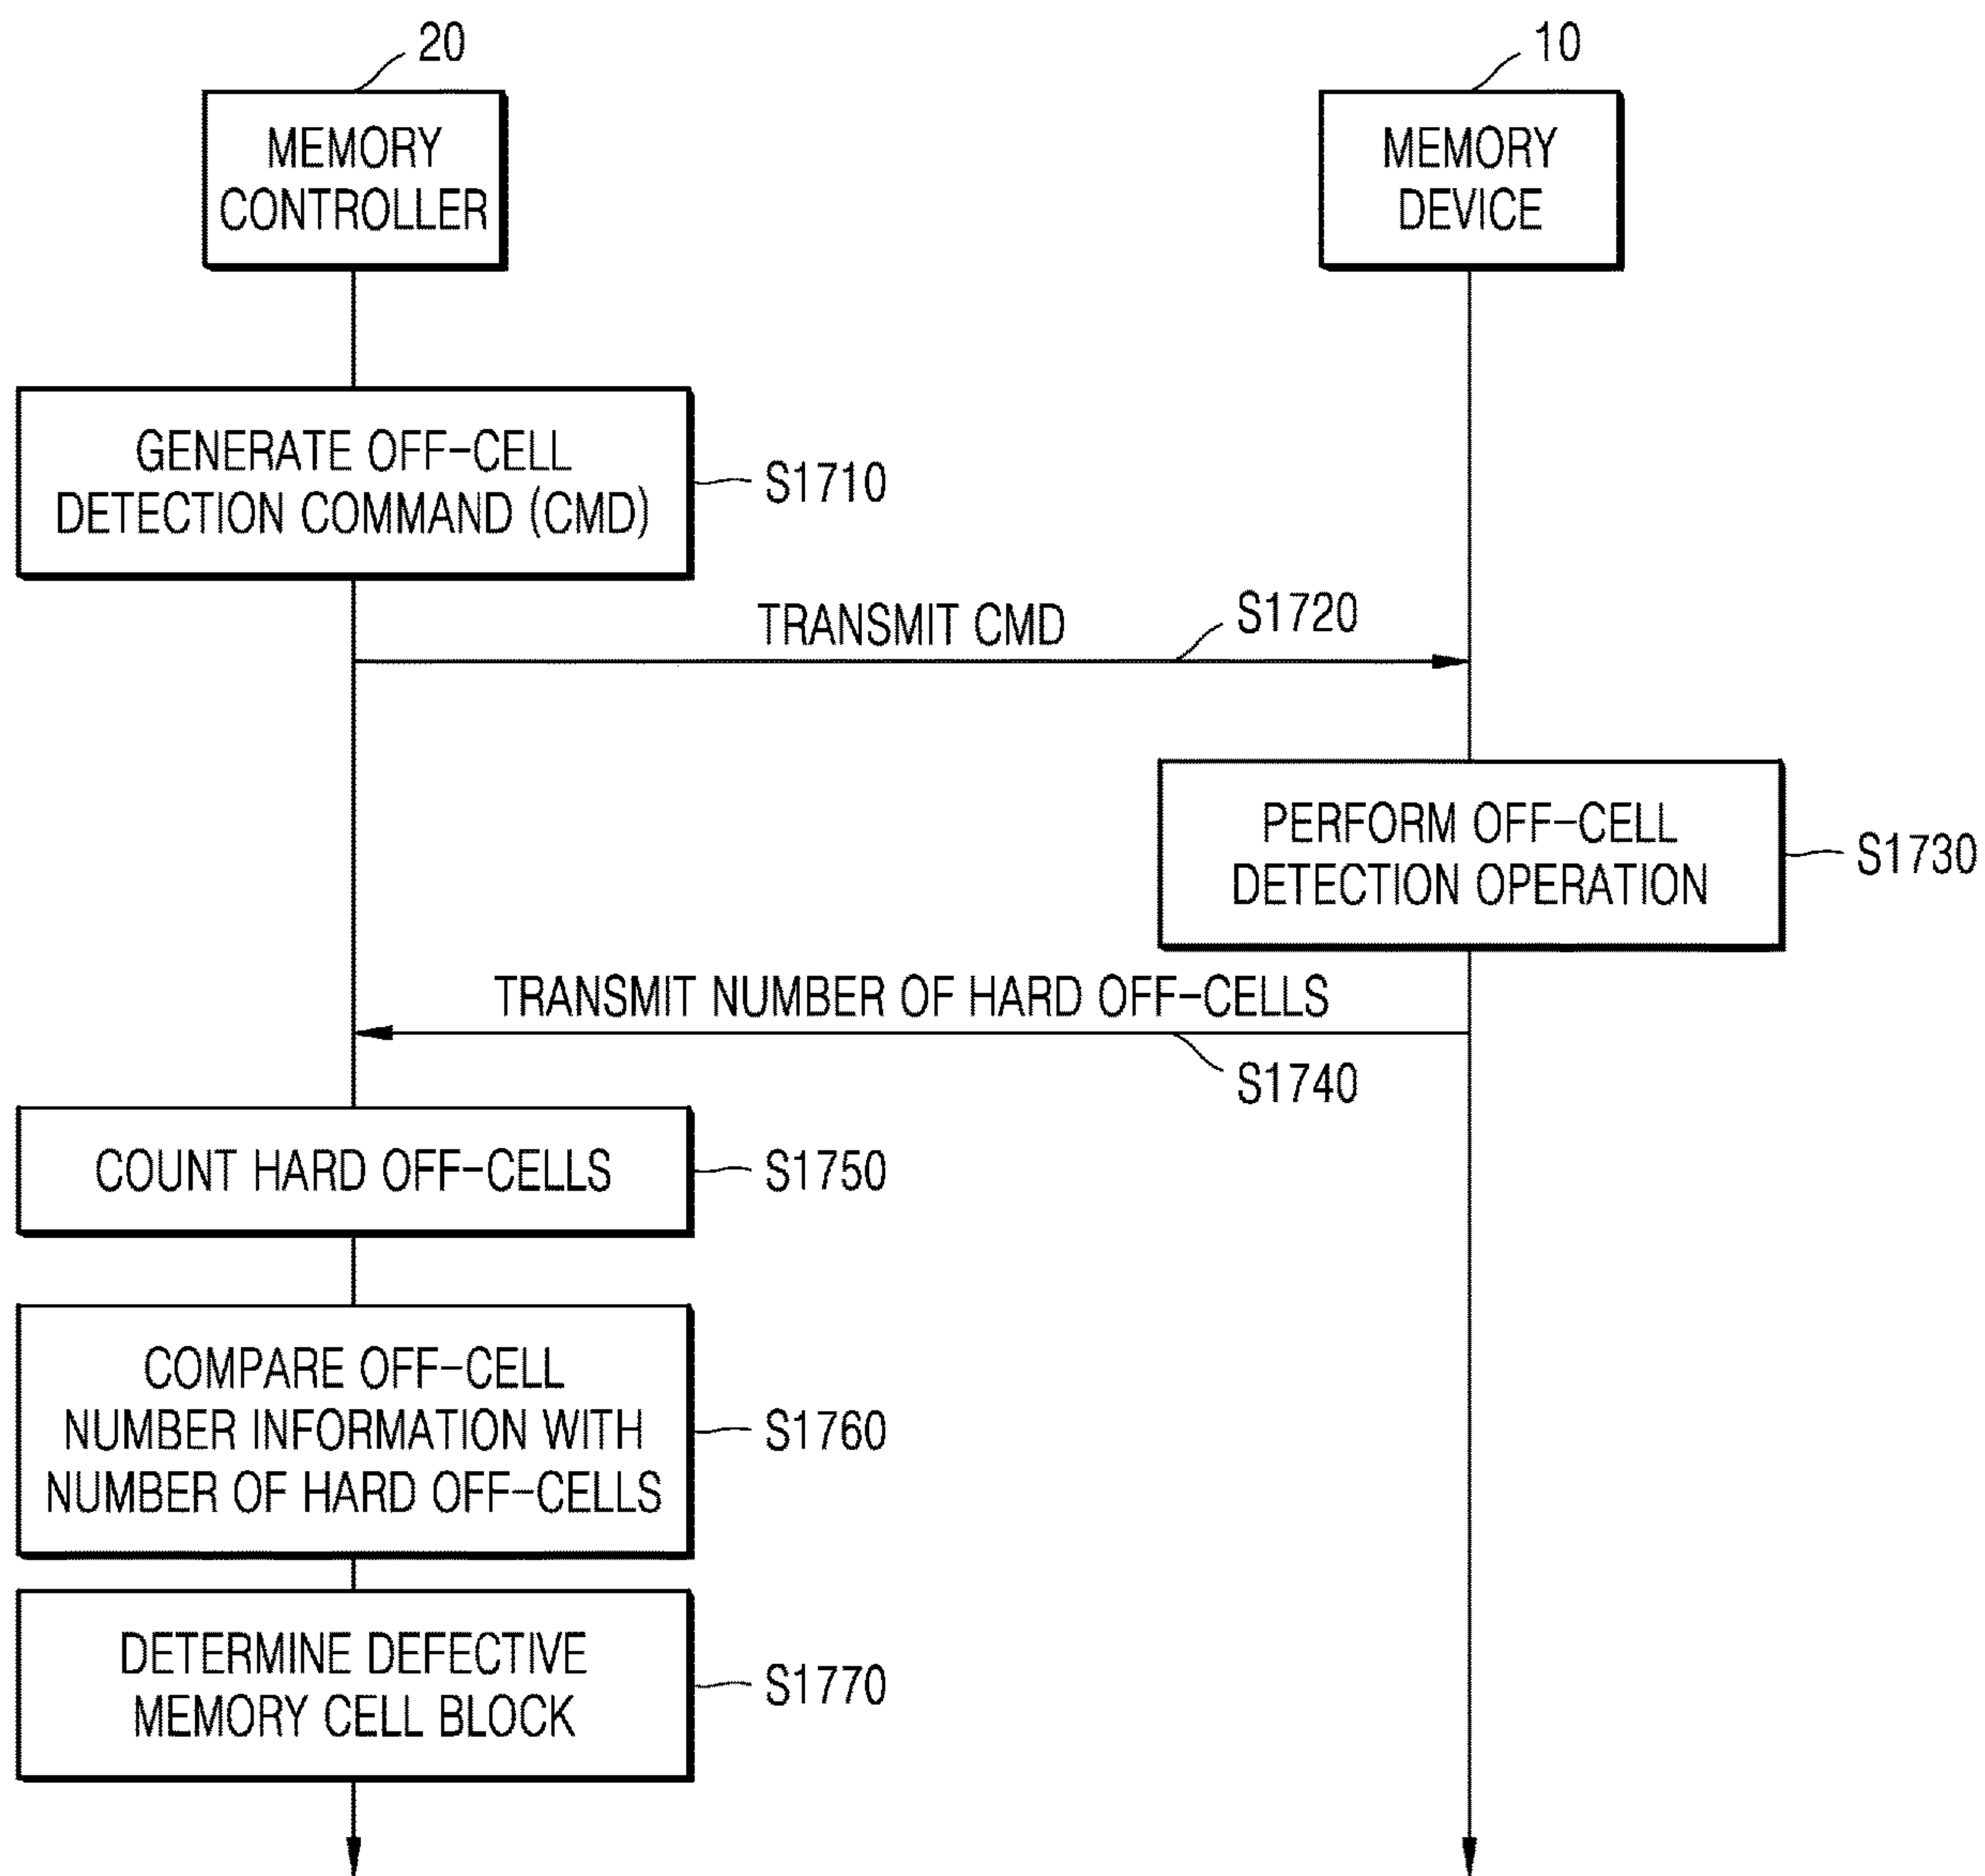 20
10
MEMORY
CONTROLLER
MEMORY
DEVICE
GENERATE OFF-CELL
DETECTION COMMAND (CMD)
S1710
TRANSMIT CMD
S1720
PERFORM OFF-CELL
DETECTION OPERATION
S1730
TRANSMIT NUMBER OF HARD OFF-CELLS
S1740
COUNT HARD OFF-CELLS
S1750
COMPARE OFF-CELL
NUMBER INFORMATION WITH
NUMBER OF HARD OFF-CELLS
S1760
DETERMINE DEFECTIVE
MEMORY CELL BLOCK
S1770